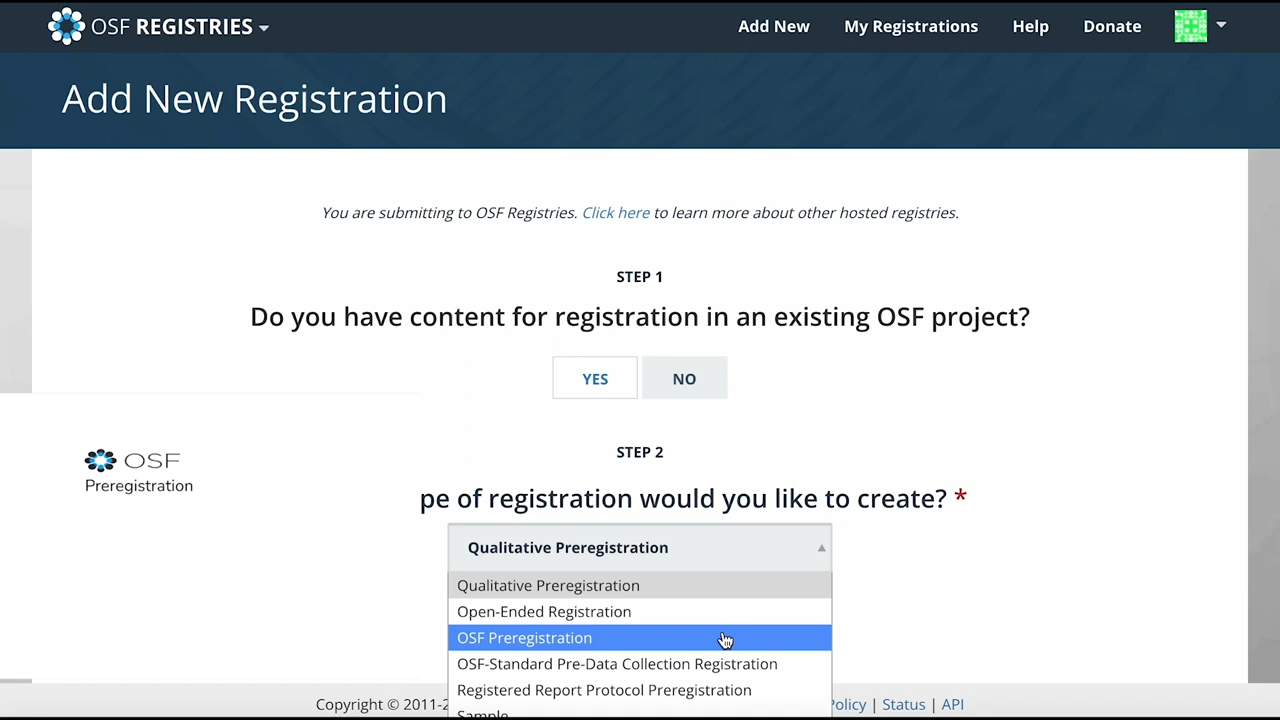 OSF REGISTRIES
Add New My Registrations Help Donate
Add New Registration
You are submitting to OSF Registries. Click here to learn more about other hosted registries.
STEP 1
Do you have content for registration in an existing OSF project?
YES NO
OSF
Preregistration
STEP 2
pe of registration would you like to create? *
Qualitative Preregistration
Qualitative Preregistration
Open-Ended Registration
OSF Preregistration
OSF-Standard Pre-Data Collection Registration
Registered Report Protocol Preregistration
Sample
Copyright © 2011-2 Policy | Status | API